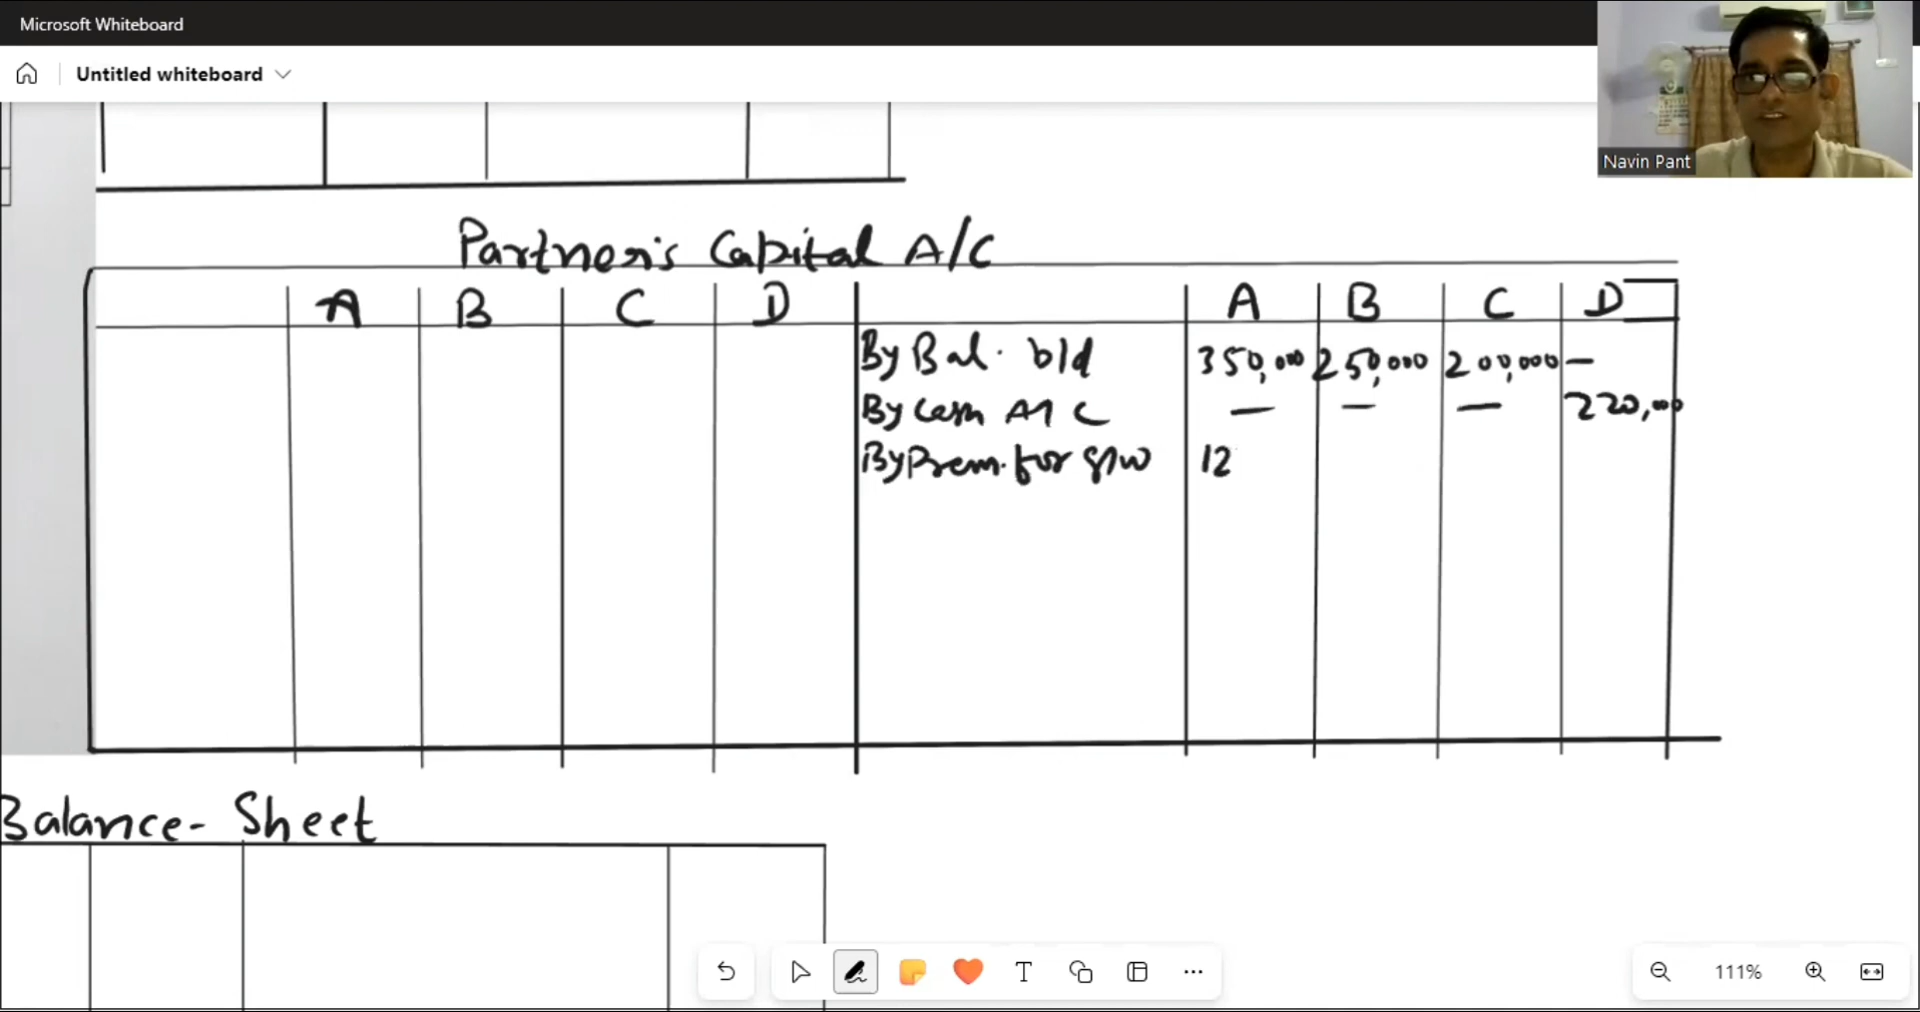 Microsoft Whiteboard
Untitled whiteboard
Navin Pant
Partner's Capital A/C
A B C D A B C D
By Bal. b/d 350,000 250,000 200,000 —
By Cash A/C — — — 220,000
By Prem. for g/w 12
Balance- Sheet
111%